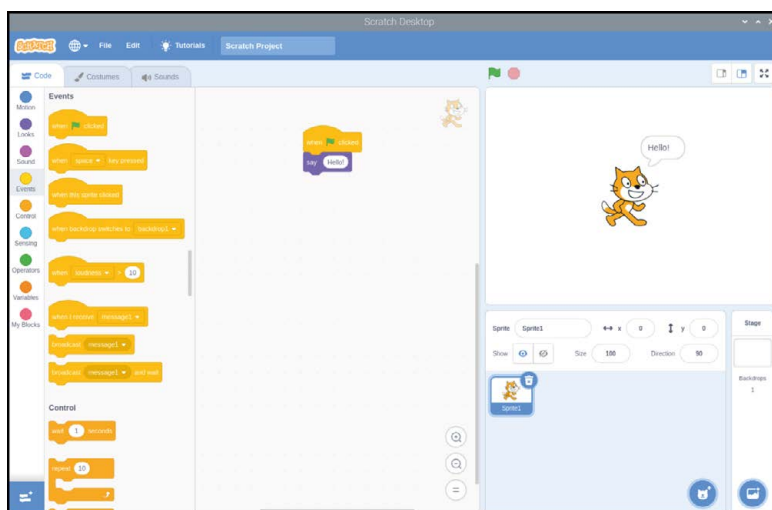 Scratch Desktop
SCRATCH
File Edit Tutorials Scratch Project
Code Costumes Sounds
Motion
Looks
Sound
Events
Control
Sensing
Operators
Variables
My Blocks
Events
when clicked
when space key pressed
when this sprite clicked
when backdrop switches to backdrop1
when loudness > 10
when I receive message1
broadcast message1
broadcast message1 and wait
Control
wait 1 seconds
repeat 10
when clicked
say Hello!
Hello!
Sprite Sprite1 x 0 y 0
Show Size 100 Direction 90
Sprite1
Stage
Backdrops
1